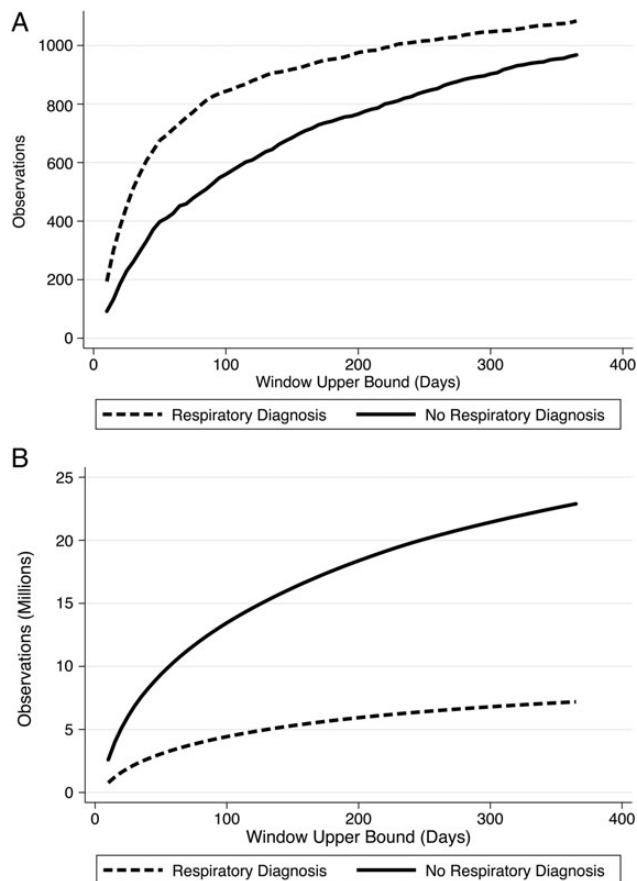 A
1000
800
600
400
200
0
Observations
0 100 200 300 400
Window Upper Bound (Days)
Respiratory Diagnosis No Respiratory Diagnosis
B
25
20
15
10
5
0
Observations (Millions)
0 100 200 300 400
Window Upper Bound (Days)
Respiratory Diagnosis No Respiratory Diagnosis